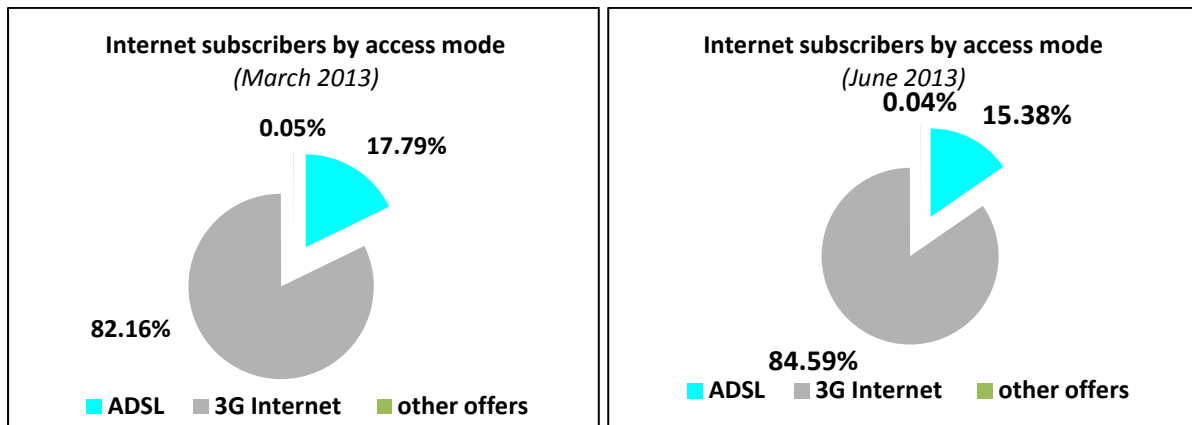 Internet subscribers by access mode
(March 2013)
0.05%
17.79%
82.16%
ADSL 3G Internet other offers
Internet subscribers by access mode
(June 2013)
0.04%
15.38%
84.59%
ADSL 3G Internet other offers